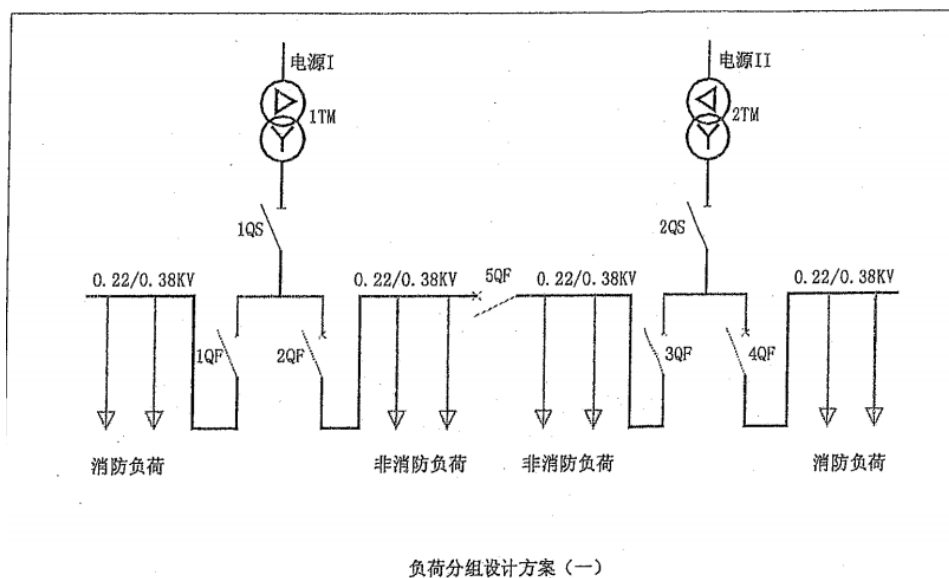 电源I
电源II
1TM
2TM
1QS
2QS
0.22/0.38KV
0.22/0.38KV
5QF
0.22/0.38KV
0.22/0.38KV
1QF
2QF
3QF
4QF
消防负荷
非消防负荷
非消防负荷
消防负荷
负荷分组设计方案（一）